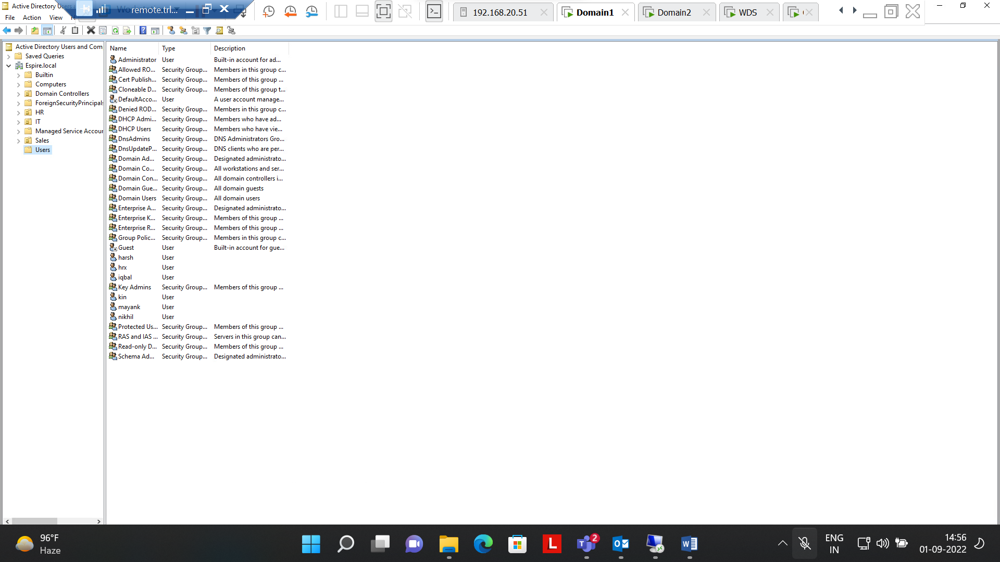 Active Directory Users
remote.trl...
192.168.20.51
Domain1
Domain2
WDS
File Action View
Active Directory Users and Com
Saved Queries
Espire.local
Builtin
Computers
Domain Controllers
ForeignSecurityPrincipals
HR
IT
Managed Service Accour
Sales
Users
Name Type Description
Administrator User Built-in account for ad...
Allowed RO... Security Group... Members in this group c...
Cert Publish... Security Group... Members of this group ...
Cloneable D... Security Group... Members of this group t...
DefaultAcco... User A user account manage...
Denied ROD... Security Group... Members in this group c...
DHCP Admi... Security Group... Members who have ad...
DHCP Users Security Group... Members who have vie...
DnsAdmins Security Group... DNS Administrators Gro...
DnsUpdateP... Security Group... DNS clients who are per...
Domain Ad... Security Group... Designated administrato...
Domain Co... Security Group... All workstations and ser...
Domain Con... Security Group... All domain controllers i...
Domain Gue... Security Group... All domain guests
Domain Users Security Group... All domain users
Enterprise A... Security Group... Designated administrato...
Enterprise K... Security Group... Members of this group ...
Enterprise R... Security Group... Members of this group ...
Group Polic... Security Group... Members in this group c...
Guest User Built-in account for gue...
harsh User
hrx User
iqbal User
Key Admins Security Group... Members of this group ...
kin User
mayank User
nikhil User
Protected Us... Security Group... Members of this group ...
RAS and IAS ... Security Group... Servers in this group can...
Read-only D... Security Group... Members of this group ...
Schema Ad... Security Group... Designated administrato...
96°F
Haze
L
2
ENG
IN
14:56
01-09-2022